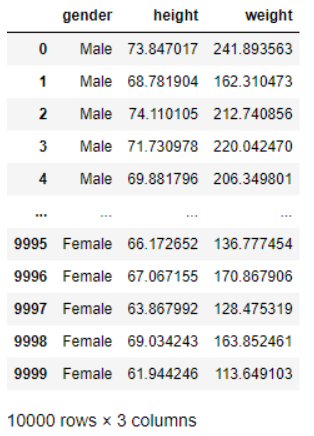 gender height weight
0 Male 73.847017 241.893563
1 Male 68.781904 162.310473
2 Male 74.110105 212.740856
3 Male 71.730978 220.042470
4 Male 69.881796 206.349801
... ... ... ...
9995 Female 66.172652 136.777454
9996 Female 67.067155 170.867906
9997 Female 63.867992 128.475319
9998 Female 69.034243 163.852461
9999 Female 61.944246 113.649103
10000 rows × 3 columns